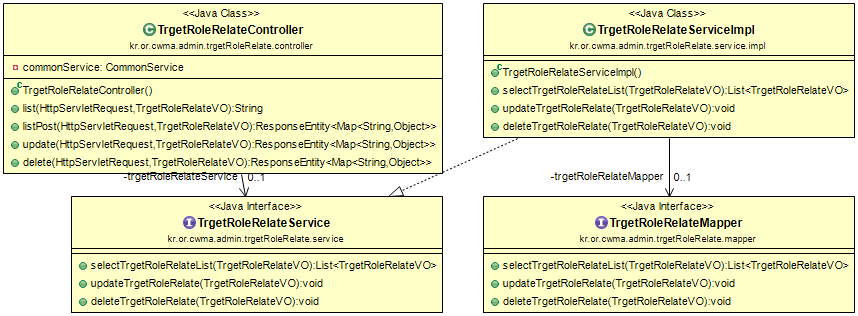 <<Java Class>>
TrgetRoleRelateController
kr.or.cwma.admin.trgetRoleRelate.controller
commonService: CommonService
TrgetRoleRelateController()
list(HttpServletRequest,TrgetRoleRelateVO):String
listPost(HttpServletRequest,TrgetRoleRelateVO):ResponseEntity<Map<String,Object>>
update(HttpServletRequest,TrgetRoleRelateVO):ResponseEntity<Map<String,Object>>
delete(HttpServletRequest,TrgetRoleRelateVO):ResponseEntity<Map<String,Object>>
<<Java Class>>
TrgetRoleRelateServiceImpl
kr.or.cwma.admin.trgetRoleRelate.service.impl
TrgetRoleRelateServiceImpl()
selectTrgetRoleRelateList(TrgetRoleRelateVO):List<TrgetRoleRelateVO>
updateTrgetRoleRelate(TrgetRoleRelateVO):void
deleteTrgetRoleRelate(TrgetRoleRelateVO):void
-trgetRoleRelateService 0..1
-trgetRoleRelateMapper 0..1
<<Java Interface>>
TrgetRoleRelateService
kr.or.cwma.admin.trgetRoleRelate.service
selectTrgetRoleRelateList(TrgetRoleRelateVO):List<TrgetRoleRelateVO>
updateTrgetRoleRelate(TrgetRoleRelateVO):void
deleteTrgetRoleRelate(TrgetRoleRelateVO):void
<<Java Interface>>
TrgetRoleRelateMapper
kr.or.cwma.admin.trgetRoleRelate.mapper
selectTrgetRoleRelateList(TrgetRoleRelateVO):List<TrgetRoleRelateVO>
updateTrgetRoleRelate(TrgetRoleRelateVO):void
deleteTrgetRoleRelate(TrgetRoleRelateVO):void